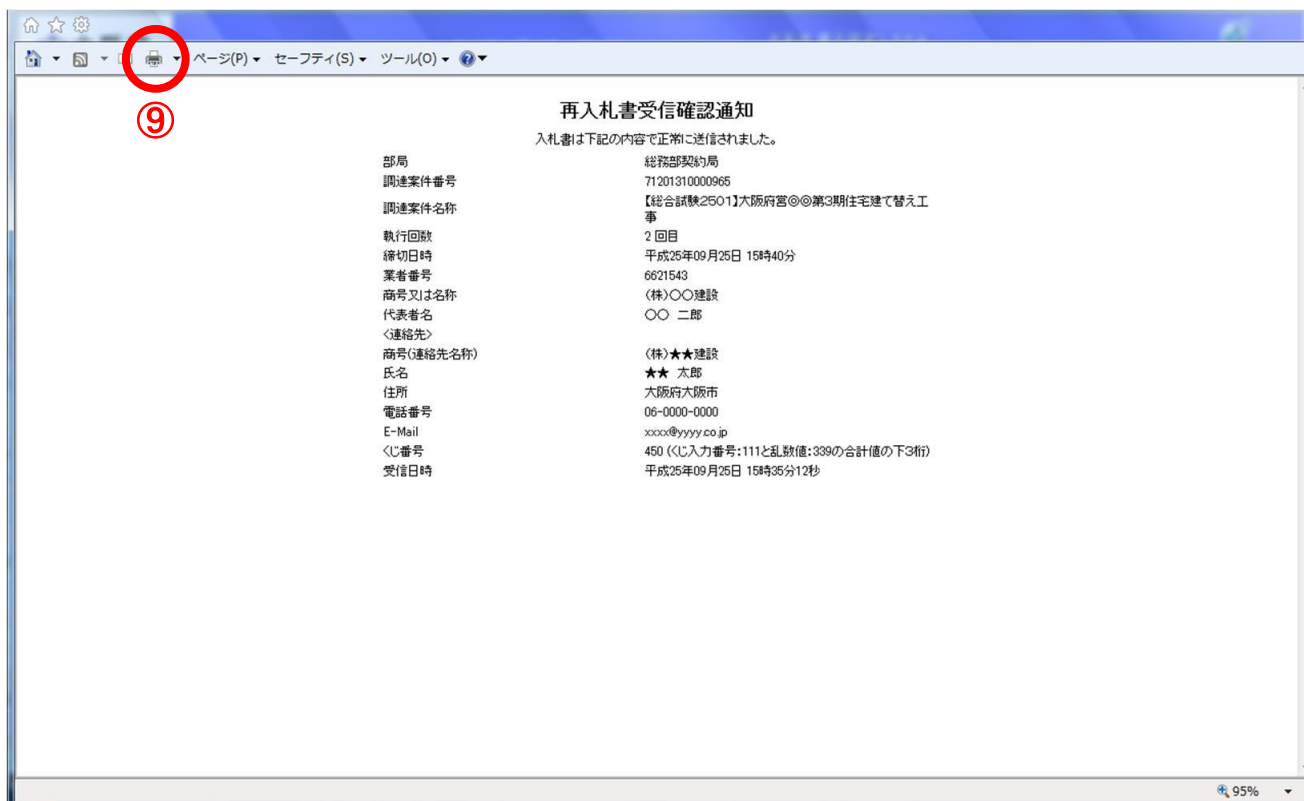 ページ(P) セーフティ(S) ツール(O)
⑨
再入札書受信確認通知
入札書は下記の内容で正常に送信されました。
部局 総務部契約局
調達案件番号 71201310000965
調達案件名称 【総合試験2501】大阪府営◎◎第3期住宅建て替え工
事
執行回数 2 回目
締切日時 平成25年09月25日 15時40分
業者番号 6621543
商号又は名称 (株)〇〇建設
代表者名 〇〇 二郎
<連絡先>
商号(連絡先名称) (株)★★建設
氏名 ★★ 太郎
住所 大阪府大阪市
電話番号 06-0000-0000
E-Mail xxxx@yyyy.co.jp
くじ番号 450 (くじ入力番号:111と乱数値:339の合計値の下3桁)
受信日時 平成25年09月25日 15時35分12秒
95%